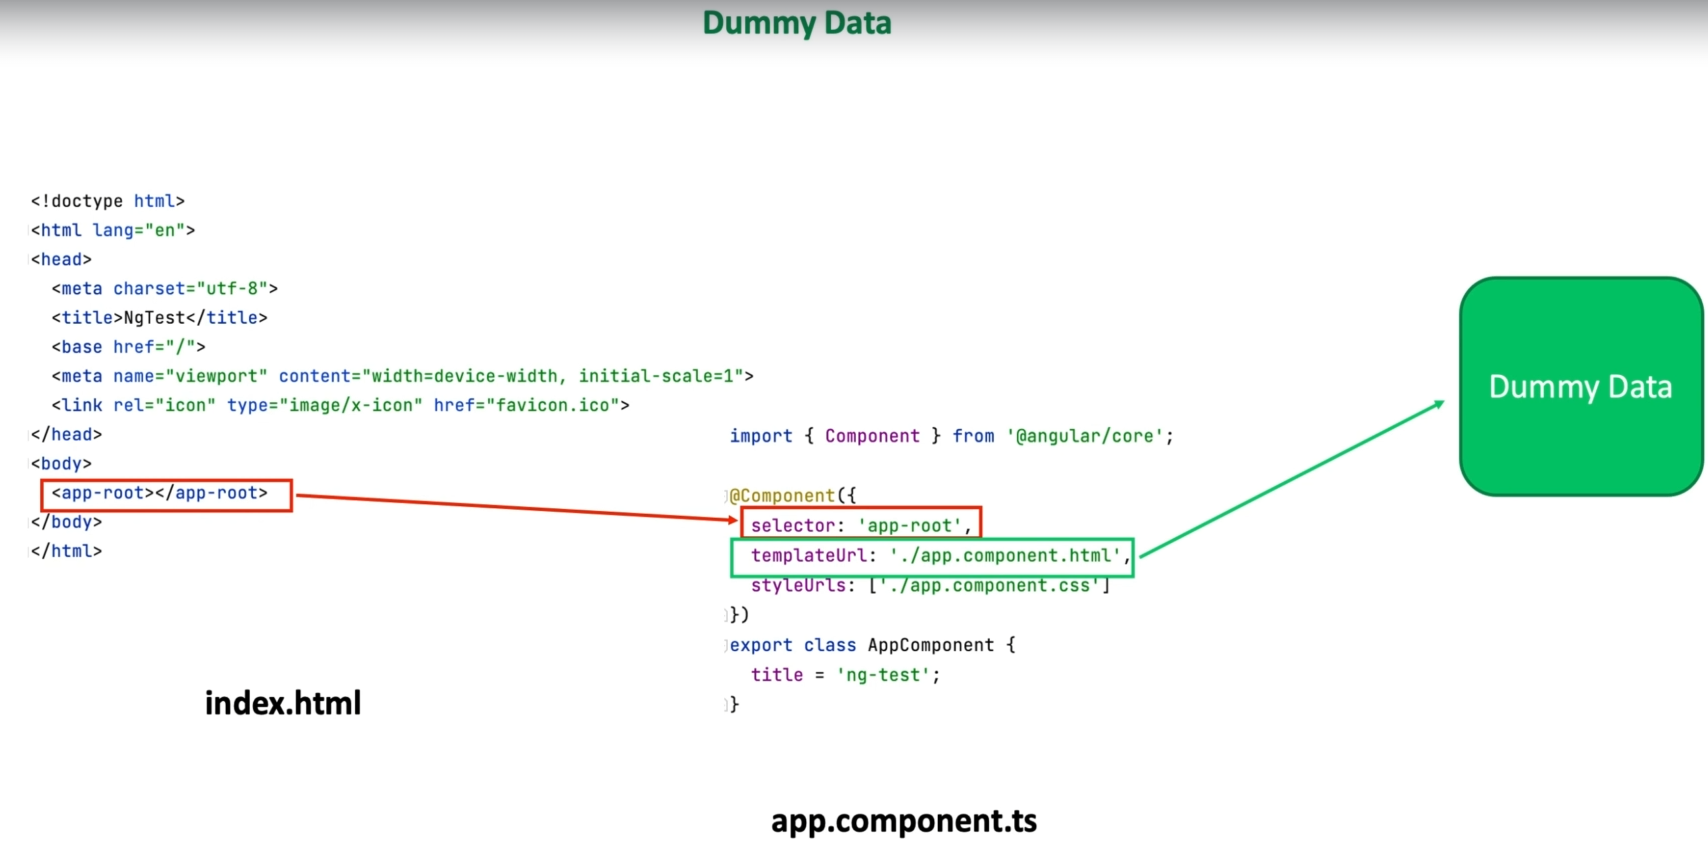 Dummy Data
<!doctype html>
<html lang="en">
<head>
<meta charset="utf-8">
<title>NgTest</title>
<base href="/">
<meta name="viewport" content="width=device-width, initial-scale=1">
<link rel="icon" type="image/x-icon" href="favicon.ico">
</head>
<body>
<app-root></app-root>
</body>
</html>
index.html
import { Component } from '@angular/core';
@Component({
selector: 'app-root',
templateUrl: './app.component.html',
styleUrls: ['./app.component.css']
})
export class AppComponent {
title = 'ng-test';
}
app.component.ts
Dummy Data